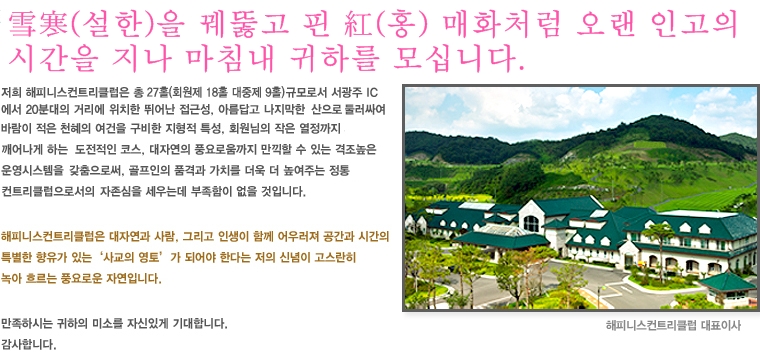 雪寒(설한)을 꿰뚫고 핀 紅(홍) 매화처럼 오랜 인고의
시간을 지나 마침내 귀하를 모십니다.
저희 해피니스컨트리클럽은 총 27홀(회원제 18홀 대중제 9홀)규모로서 서광주 IC
에서 20분대의 거리에 위치한 뛰어난 접근성, 아름답고 나지막한 산으로 둘러싸여
바람이 적은 천혜의 여건을 구비한 지형적 특성, 회원님의 작은 열정까지
깨어나게 하는 도전적인 코스, 대자연의 풍요로움까지 만끽할 수 있는 격조높은
운영시스템을 갖춤으로써, 골프인의 품격과 가치를 더욱 더 높여주는 정통
컨트리클럽으로서의 자존심을 세우는데 부족함이 없을 것입니다.
해피니스컨트리클럽은 대자연과 사람, 그리고 인생이 함께 어우러져 공간과 시간의
특별한 향유가 있는 ‘사교의 영토’가 되어야 한다는 저의 신념이 고스란히
녹아 흐르는 풍요로운 자연입니다.
만족하시는 귀하의 미소를 자신있게 기대합니다.
감사합니다.
해피니스컨트리클럽 대표이사